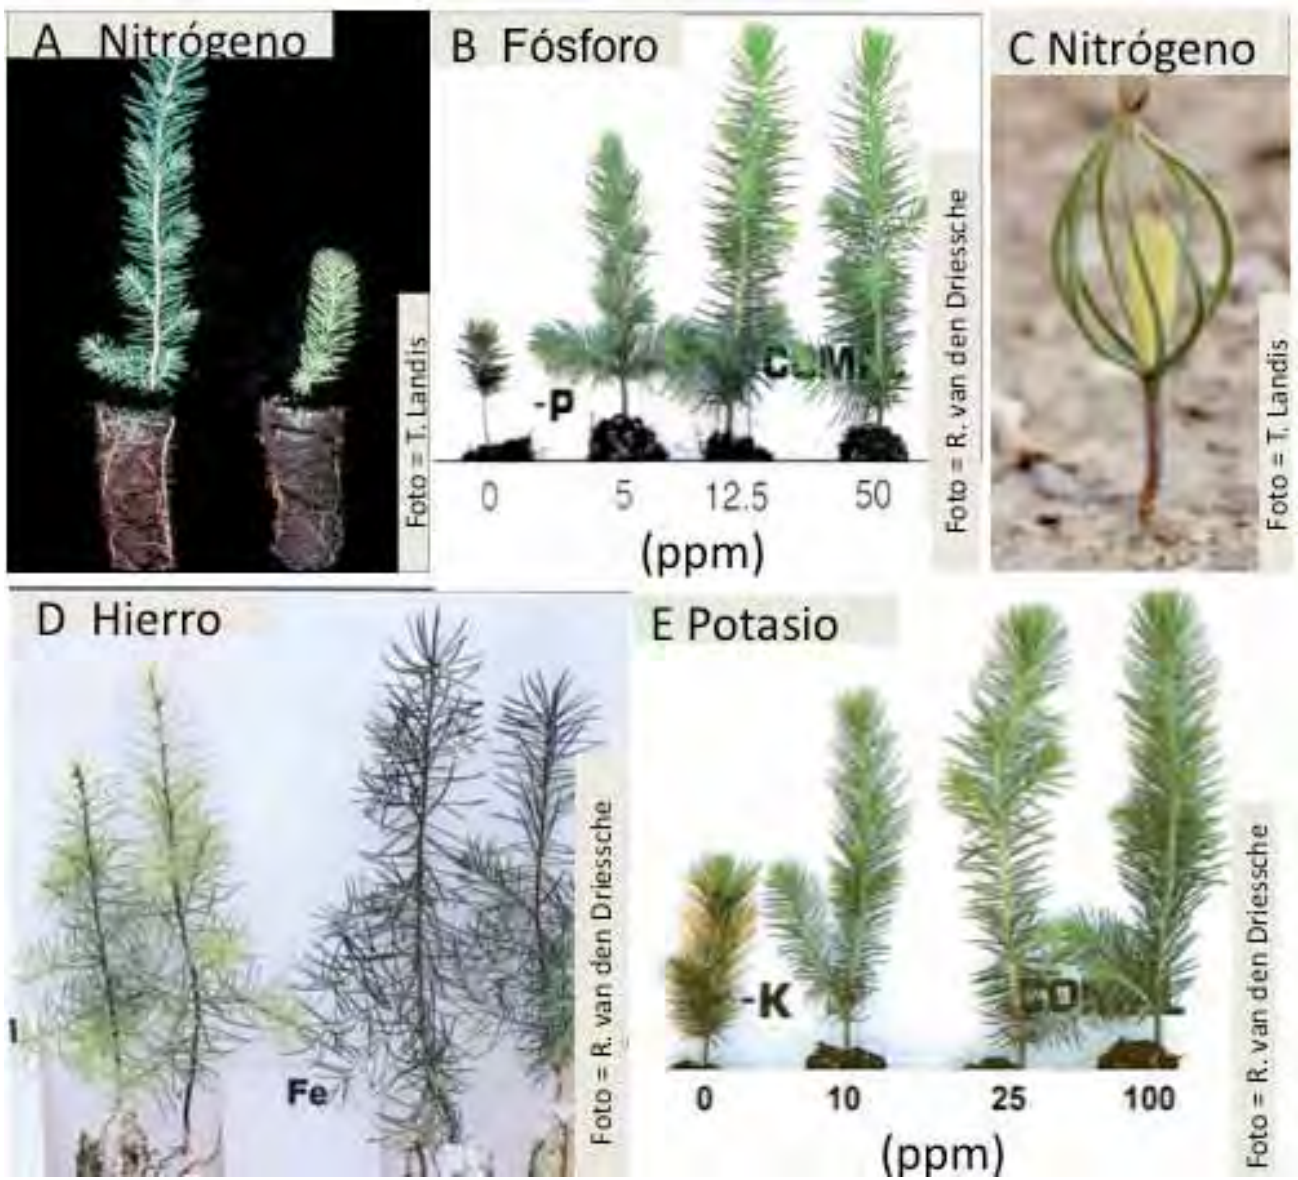 A Nitrógeno
Foto = T. Landis
B Fósforo
-P
0 5 12.5 50
(ppm)
Foto = R. van den Driessche
C Nitrógeno
Foto = T. Landis
D Hierro
Fe
Foto = R. van den Driessche
E Potasio
-K
0 10 25 100
(ppm)
Foto = R. van den Driessche